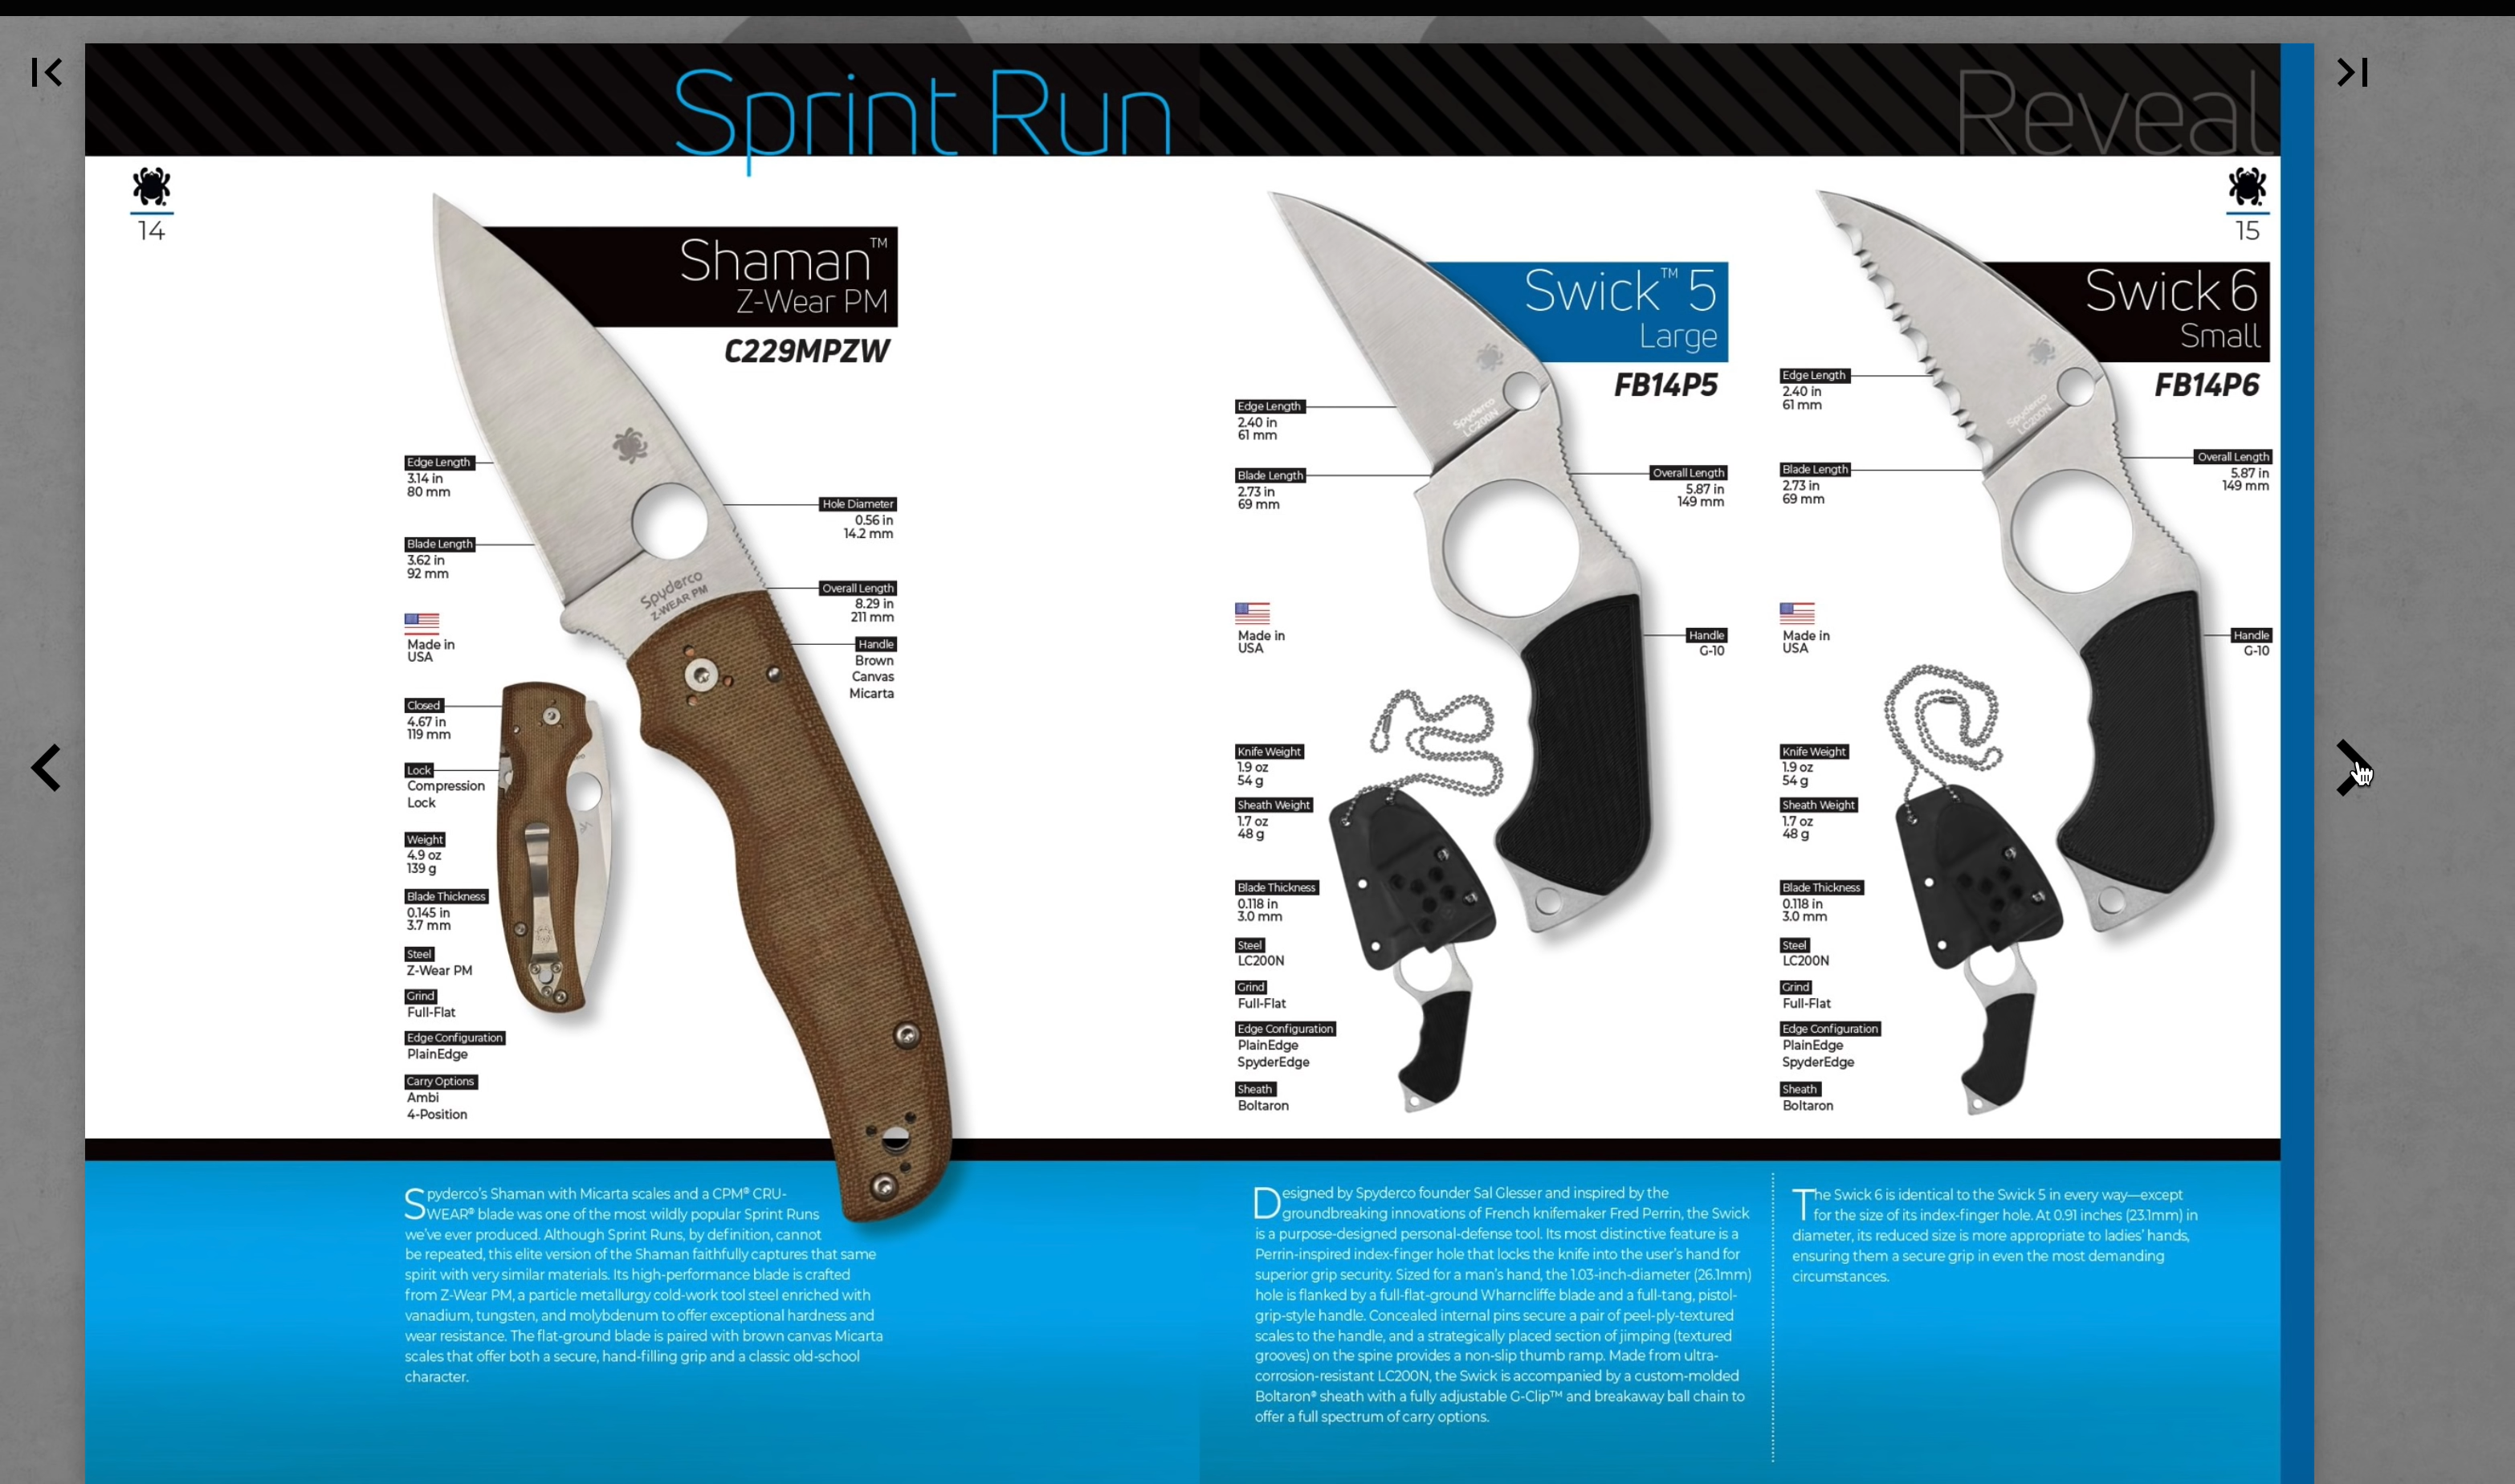 Sprint Run
Reveal
14
Shaman™
Z-Wear PM
C229MPZW
Edge Length
3.14 in
80 mm
Blade Length
3.62 in
92 mm
Made in
USA
Closed
4.67 in
119 mm
Lock
Compression
Lock
Weight
4.9 oz
139 g
Blade Thickness
0.145 in
3.7 mm
Steel
Z-Wear PM
Grind
Full-Flat
Edge Configuration
PlainEdge
Carry Options
Ambi
4-Position
Hole Diameter
0.56 in
14.2 mm
Overall Length
8.29 in
211 mm
Handle
Brown
Canvas
Micarta
Spyderco
Z-WEAR PM
Spyderco's Shaman with Micarta scales and a CPM® CRU-
WEAR® blade was one of the most wildly popular Sprint Runs
we've ever produced. Although Sprint Runs, by definition, cannot
be repeated, this elite version of the Shaman faithfully captures that same
spirit with very similar materials. Its high-performance blade is crafted
from Z-Wear PM, a particle metallurgy cold-work tool steel enriched with
vanadium, tungsten, and molybdenum to offer exceptional hardness and
wear resistance. The flat-ground blade is paired with brown canvas Micarta
scales that offer both a secure, hand-filling grip and a classic old-school
character.
Swick™ 5
Large
FB14P5
Edge Length
2.40 in
61 mm
Blade Length
2.73 in
69 mm
Overall Length
5.87 in
149 mm
Made in
USA
Handle
G-10
Knife Weight
1.9 oz
54 g
Sheath Weight
1.7 oz
48 g
Blade Thickness
0.118 in
3.0 mm
Steel
LC200N
Grind
Full-Flat
Edge Configuration
PlainEdge
SpyderEdge
Sheath
Boltaron
Spyderco
LC200N
Designed by Spyderco founder Sal Glesser and inspired by the
groundbreaking innovations of French knifemaker Fred Perrin, the Swick
is a purpose-designed personal-defense tool. Its most distinctive feature is a
Perrin-inspired index-finger hole that locks the knife into the user's hand for
superior grip security. Sized for a man's hand, the 1.03-inch-diameter (26.1mm)
hole is flanked by a full-flat-ground Wharncliffe blade and a full-tang, pistol-
grip-style handle. Concealed internal pins secure a pair of peel-ply-textured
scales to the handle, and a strategically placed section of jimping (textured
grooves) on the spine provides a non-slip thumb ramp. Made from ultra-
corrosion-resistant LC200N, the Swick is accompanied by a custom-molded
Boltaron® sheath with a fully adjustable G-Clip™ and breakaway ball chain to
offer a full spectrum of carry options.
15
Swick 6
Small
FB14P6
Edge Length
2.40 in
61 mm
Blade Length
2.73 in
69 mm
Overall Length
5.87 in
149 mm
Made in
USA
Handle
G-10
Knife Weight
1.9 oz
54 g
Sheath Weight
1.7 oz
48 g
Blade Thickness
0.118 in
3.0 mm
Steel
LC200N
Grind
Full-Flat
Edge Configuration
PlainEdge
SpyderEdge
Sheath
Boltaron
Spyderco
LC200N
The Swick 6 is identical to the Swick 5 in every way—except
for the size of its index-finger hole. At 0.91 inches (23.1mm) in
diameter, its reduced size is more appropriate to ladies' hands,
ensuring them a secure grip in even the most demanding
circumstances.